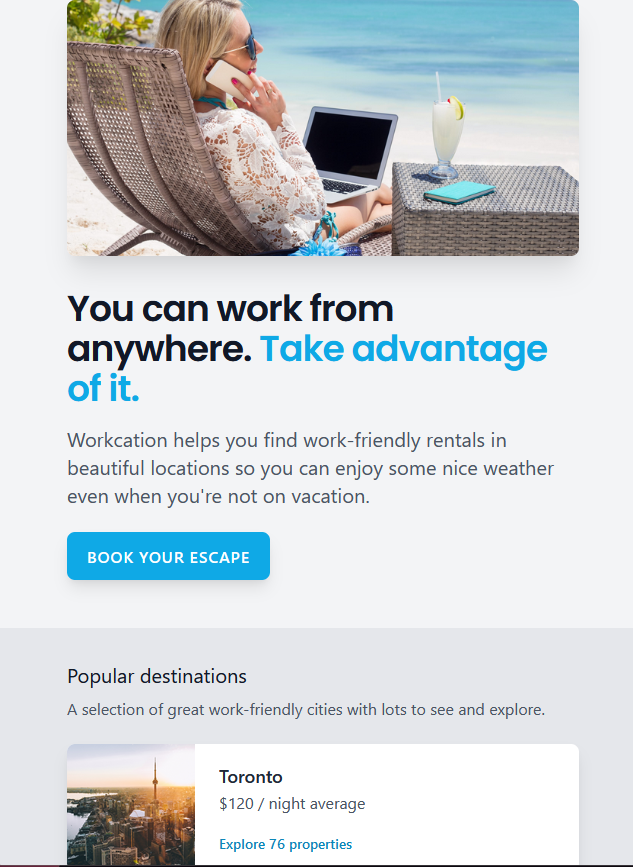 You can work from
anywhere. Take advantage
of it.
Workcation helps you find work-friendly rentals in
beautiful locations so you can enjoy some nice weather
even when you're not on vacation.
BOOK YOUR ESCAPE
Popular destinations
A selection of great work-friendly cities with lots to see and explore.
Toronto
$120 / night average
Explore 76 properties